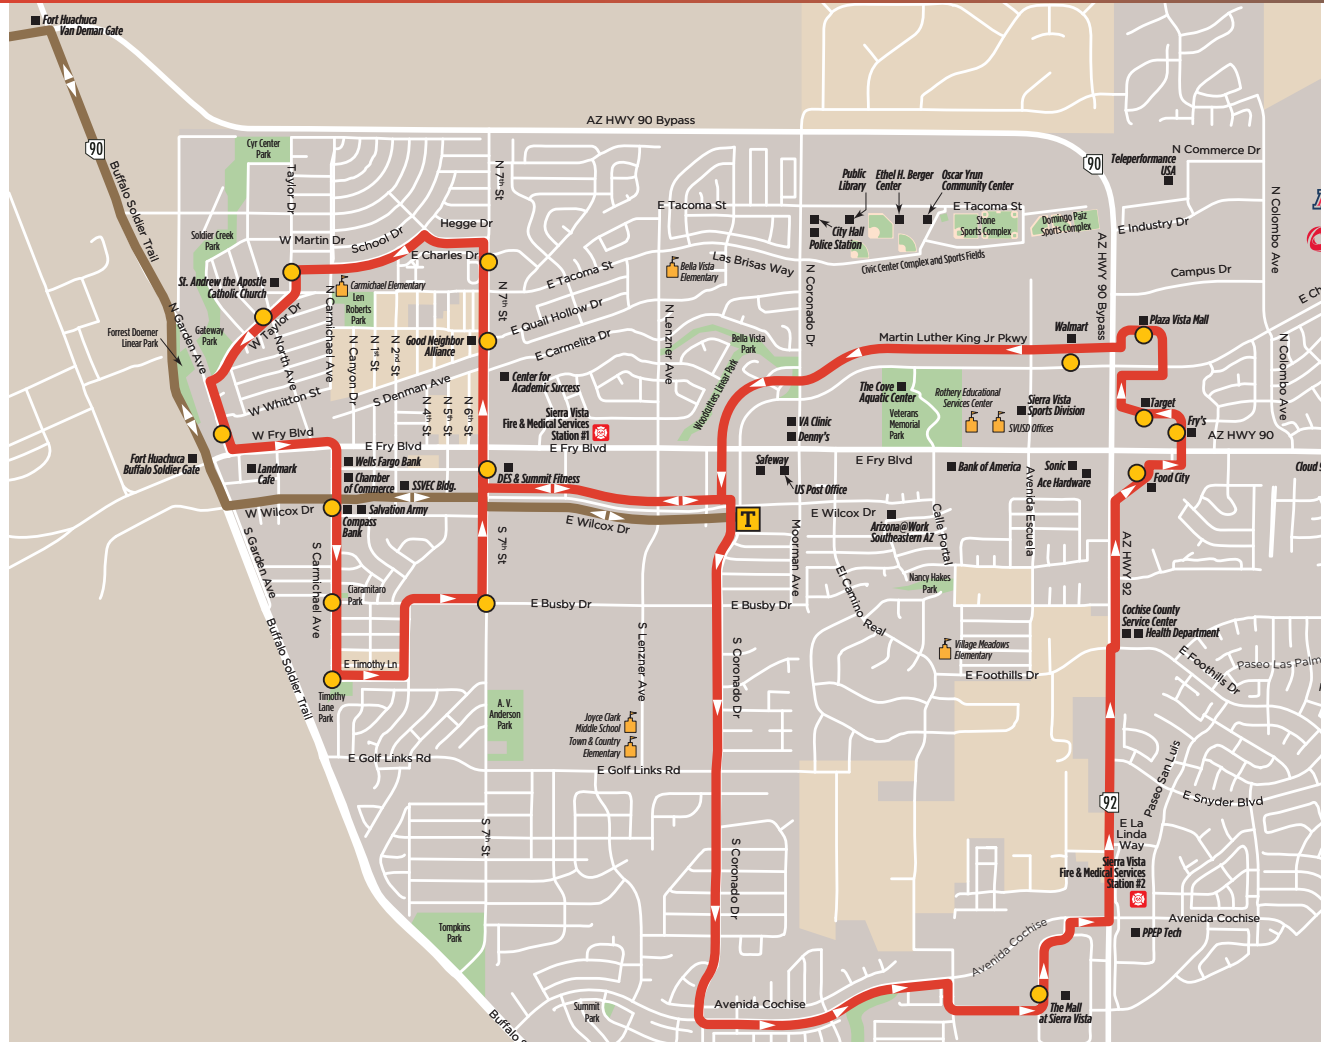 Fort Huachuca
Van Deman Gate
AZ HWY 90 Bypass
90
Buffalo Soldier Trail
Cyr Center
Park
Taylor Dr
N 7th St
90
N Commerce Dr
Teleperformance
USA
Public
Library
Ethel H. Berger
Center
Oscar Yrun
Community Center
E Tacoma St
E Tacoma St
City Hall
Police Station
Stone
Sports Complex
Domingo Paiz
Sports Complex
E Industry Dr
N Colombo Ave
Hegge Dr
School Dr
W Martin Dr
Soldier Creek
Park
E Charles Dr
Civic Center Complex and Sports Fields
Las Brisas Way
Bella Vista
Elementary
E Tacoma St
AZ HWY 90 Bypass
Campus Dr
St. Andrew the Apostle
Catholic Church
Carmichael Elementary
Len
Roberts
Park
N 7th St
N Coronado Dr
E Ch
N Garden Ave
W Taylor Dr
North Ave
N Carmichael Ave
E Quail Hollow Dr
E Carmelita Dr
N Lenzner Ave
Forrest Doerner
Linear Park
Gateway
Park
N Canyon Dr
N 1st St
N 2nd St
Good Neighbor
Alliance
Bella Vista
Park
Martin Luther King Jr Pkwy
Walmart
Plaza Vista Mall
N Colombo Ave
W Whitton St
S Denman Ave
Center for
Academic Success
Woodcutters Linear Park
The Cove
Aquatic Center
Rothery Educational
Services Center
Sierra Vista
Sports Division
Target
N 4th St
N 5th St
N 6th St
Sierra Vista
Fire & Medical Services
Station #1
VA Clinic
Denny's
Veterans
Memorial
Park
SVUSD Offices
Fry's
AZ HWY 90
W Fry Blvd
E Fry Blvd
E Fry Blvd
E Fry Blvd
Fort Huachuca
Buffalo Soldier Gate
Landmark
Cafe
Wells Fargo Bank
Chamber
of Commerce
SSVEC Bldg.
DES & Summit Fitness
Safeway
US Post Office
Bank of America
Sonic
Ace Hardware
Food City
W Wilcox Dr
Salvation Army
Compass
Bank
E Wilcox Dr
T
E Wilcox Dr
Arizona@Work
Southeastern AZ
Calle Portal
Avenida Escuela
S Garden Ave
S Carmichael Ave
S 7th St
Moorman Ave
El Camino Real
AZ HWY 92
Nancy Hakes
Park
Ciaramitaro
Park
E Busby Dr
E Busby Dr
Cochise County
Service Center
Health Department
Buffalo Soldier Trail
E Timothy Ln
S Lenzner Ave
S Coronado Dr
Village Meadows
Elementary
E Foothills Dr
E Foothills Dr
Paseo Las Palm
Timothy
Lane
Park
A. V.
Anderson
Park
Joyce Clark
Middle School
Town & Country
Elementary
E Golf Links Rd
E Golf Links Rd
Paseo San Luis
92
E Snyder Blvd
E La
Linda
Way
S 7th St
S Coronado Dr
Sierra Vista
Fire & Medical Services
Station #2
Tompkins
Park
Avenida Cochise
Avenida Cochise
PPEP Tech
Buffalo S
Summit
Park
Avenida Cochise
The Mall
at Sierra Vista